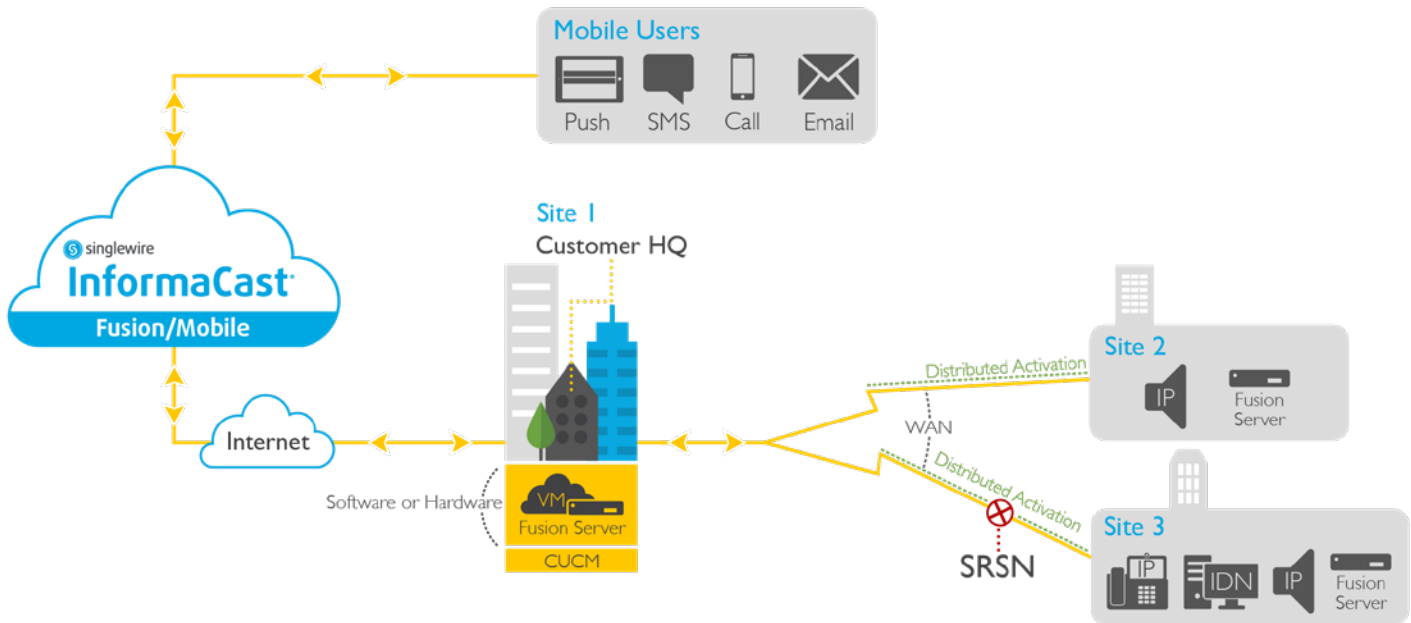 Mobile Users
Push
SMS
Call
Email
singlewire
InformaCast
Fusion/Mobile
Internet
Site 1
Customer HQ
Software or Hardware
VM
Fusion Server
CUCM
WAN
Distributed Activation
Distributed Activation
SRSN
Site 2
IP
Fusion
Server
Site 3
IP
IDN
IP
Fusion
Server